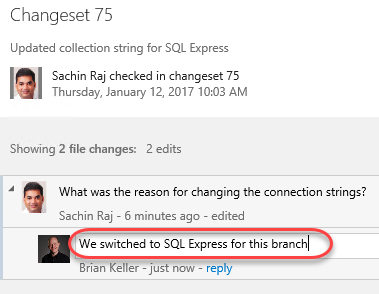 Changeset 75
Updated collection string for SQL Express
Sachin Raj checked in changeset 75
Thursday, January 12, 2017 10:03 AM
Showing 2 file changes: 2 edits
What was the reason for changing the connection strings?
Sachin Raj - 6 minutes ago - edited
We switched to SQL Express for this branch
Brian Keller - just now - reply